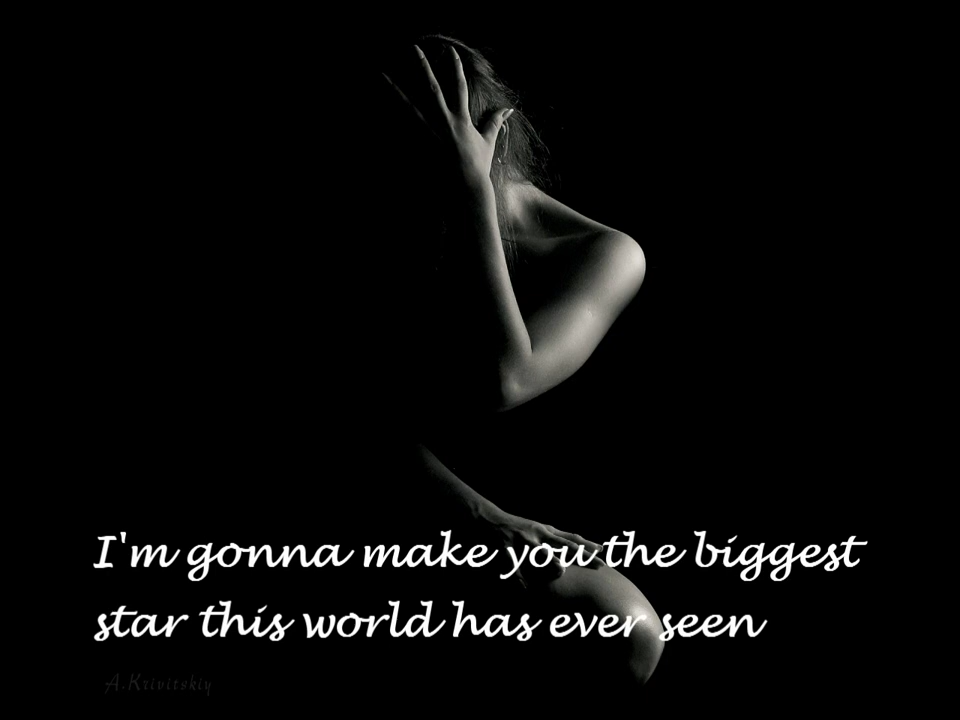 I'm gonna make you the biggest
star this world has ever seen
A.Krivitskiy